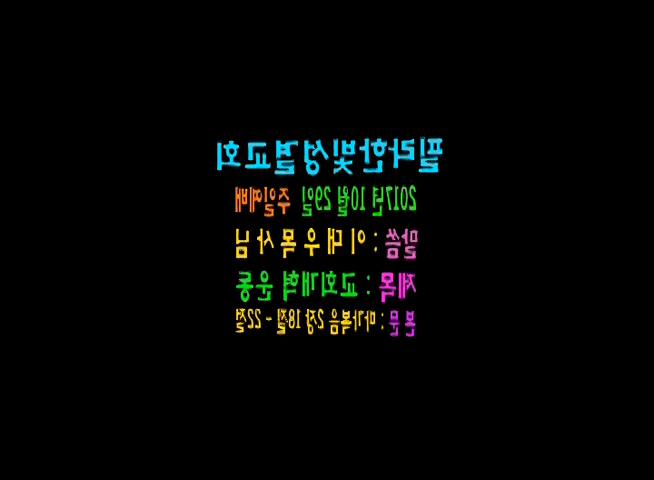 필라한빛성결교회
2017년 10월 29일 주일예배
말씀 : 이 대 우 목 사 님
제목 : 교회개혁 운동
본문 : 마가복음 2장 18절 - 22절